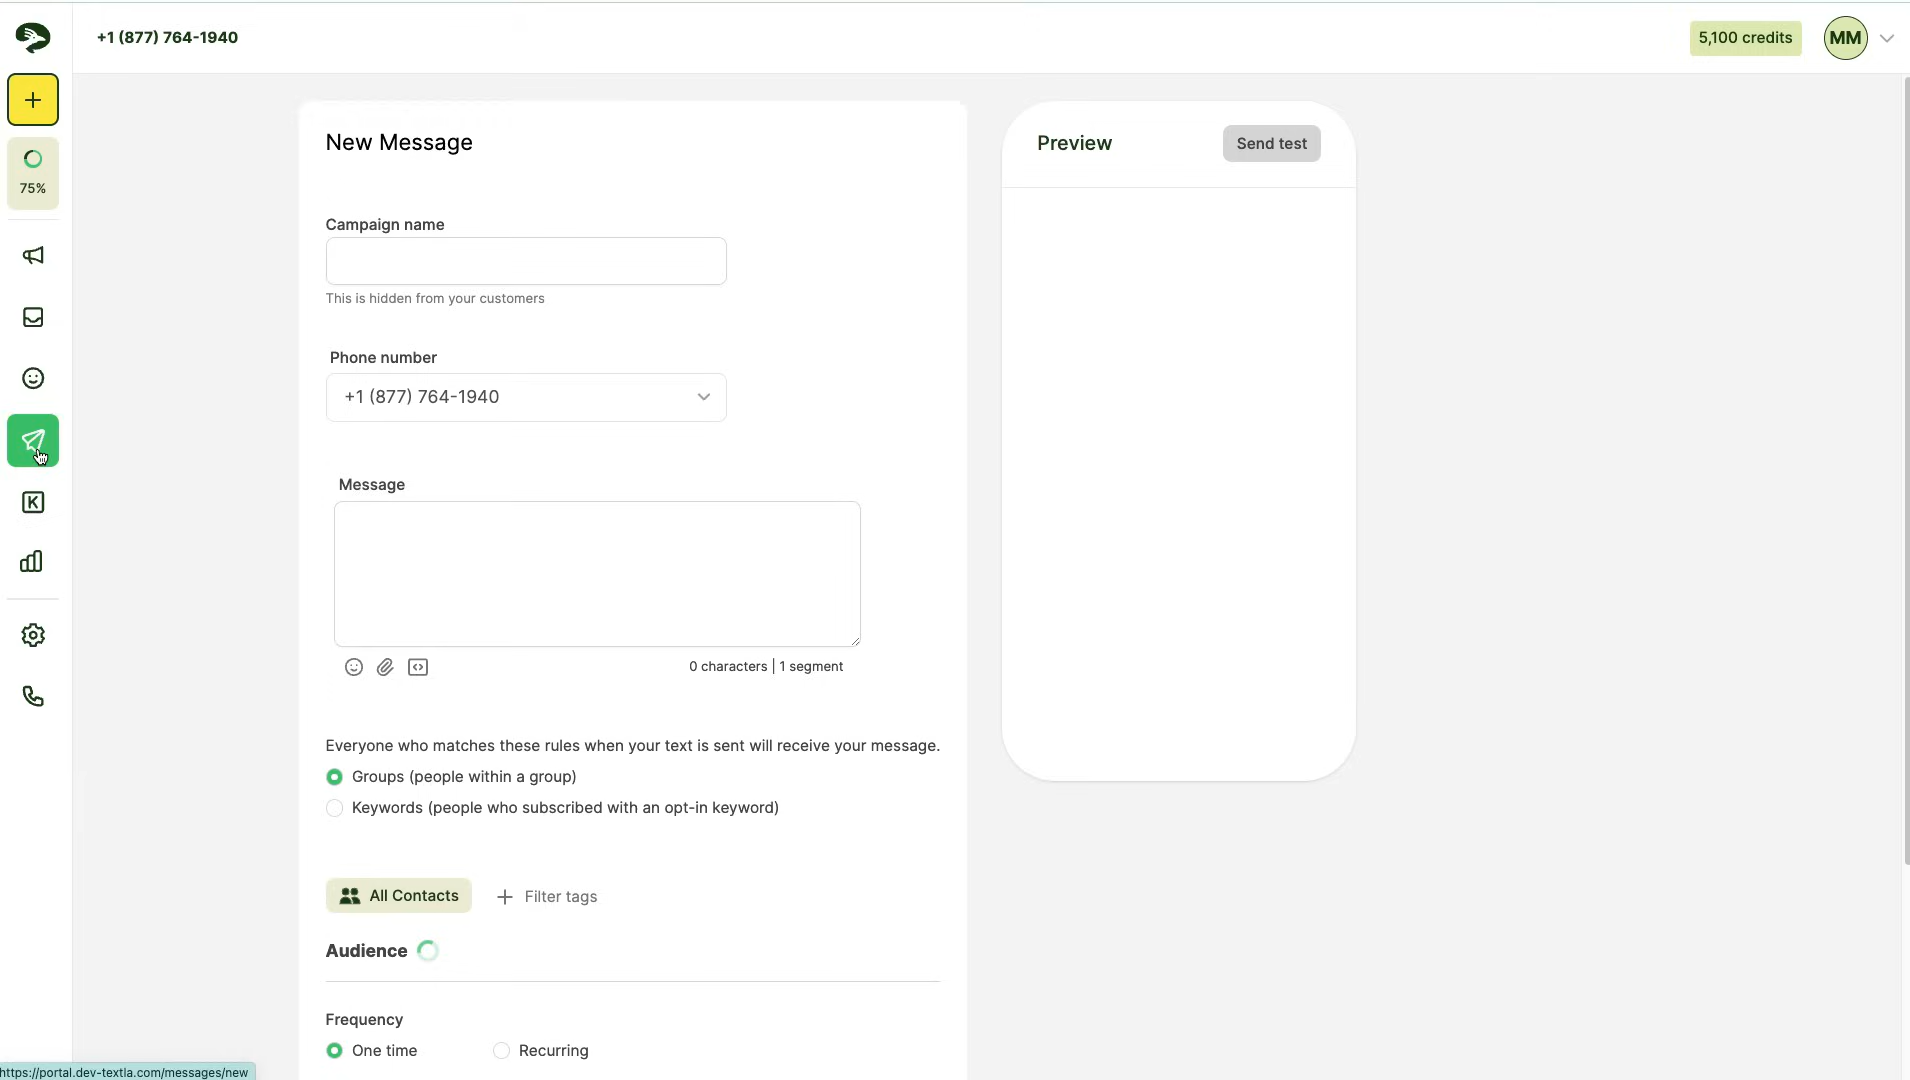 +1 (877) 764-1940
5,100 credits
MM
75%
New Message
Preview
Send test
Campaign name
This is hidden from your customers
Phone number
+1 (877) 764-1940
K
Message
0 characters | 1 segment
Everyone who matches these rules when your text is sent will receive your message.
Groups (people within a group)
Keywords (people who subscribed with an opt-in keyword)
All Contacts
+ Filter tags
Audience
Frequency
One time
Recurring
https://portal.dev-textla.com/messages/new